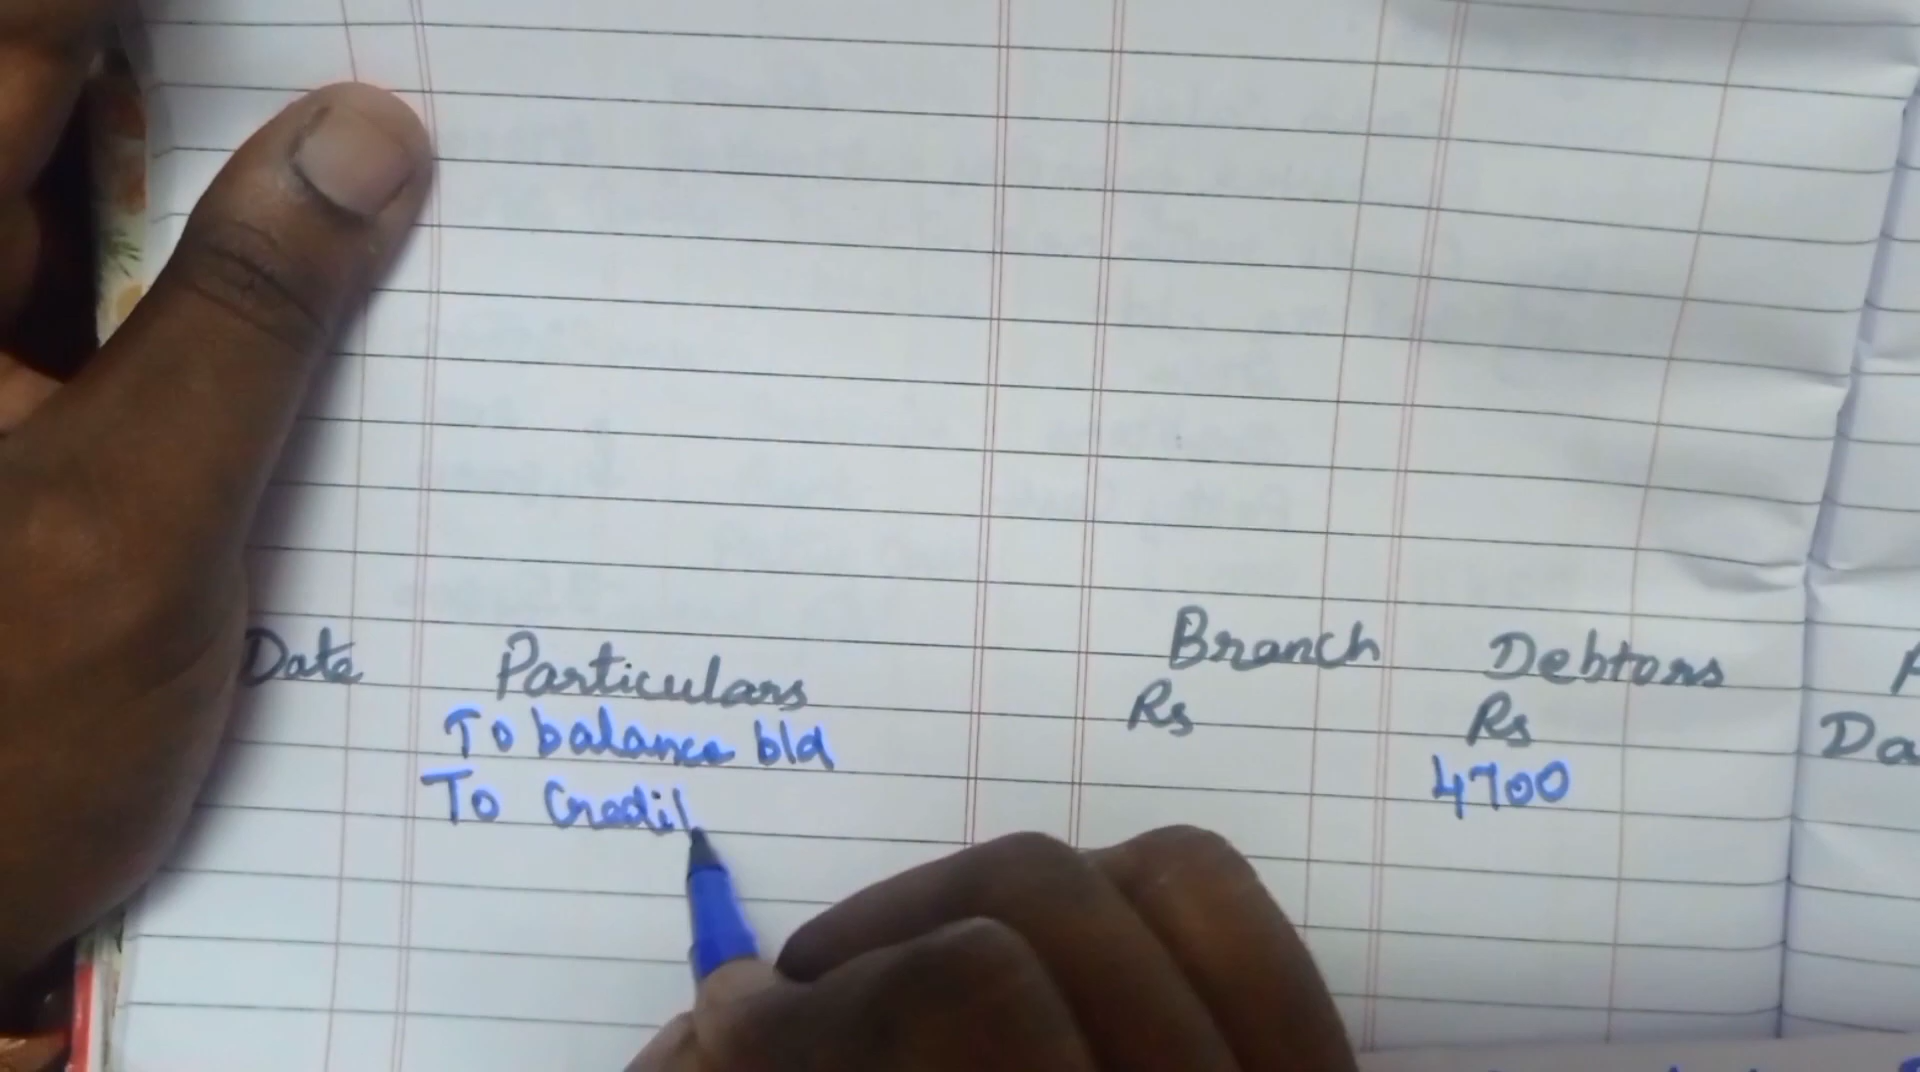 Date Particulars Branch Debtors
Rs Rs Da
To balance b/d 4700
To Credit